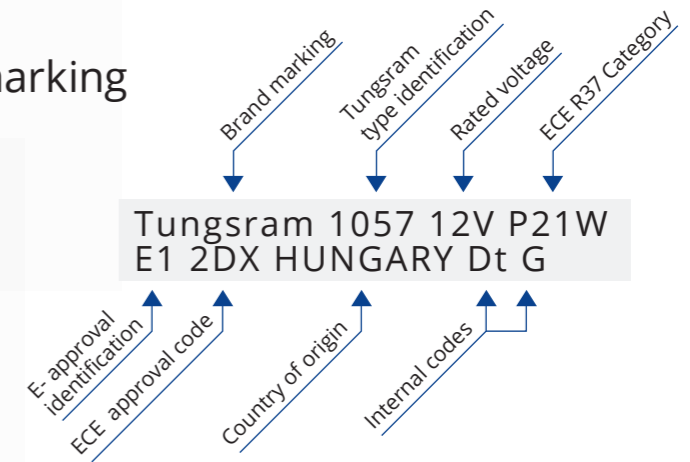 arking
Brand marking
Tungsram
type identification
Rated voltage
ECE R37 Category
Tungsram 1057 12V P21W
E1 2DX HUNGARY Dt G
E- approval
identification
ECE approval code
Country of origin
Internal codes